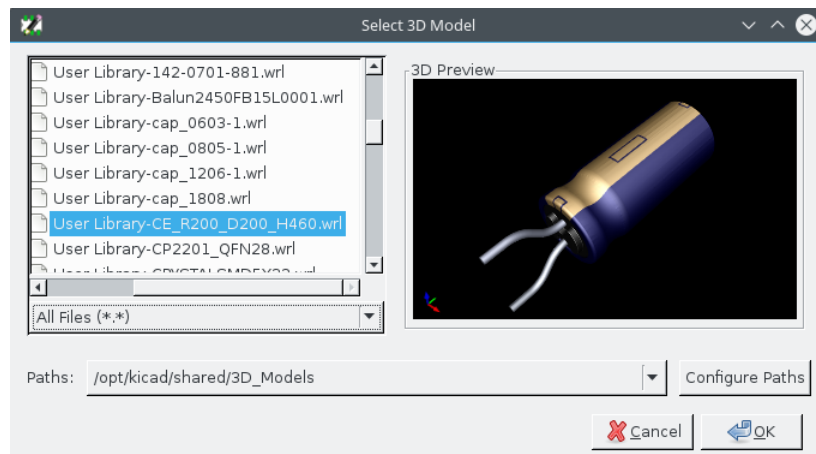 Select 3D Model
User Library-142-0701-881.wrl
User Library-Balun2450FB15L0001.wrl
User Library-cap_0603-1.wrl
User Library-cap_0805-1.wrl
User Library-cap_1206-1.wrl
User Library-cap_1808.wrl
User Library-CE_R200_D200_H460.wrl
User Library-CP2201_QFN28.wrl
All Files (*.*)
3D Preview
Paths: /opt/kicad/shared/3D_Models
Configure Paths
Cancel
OK